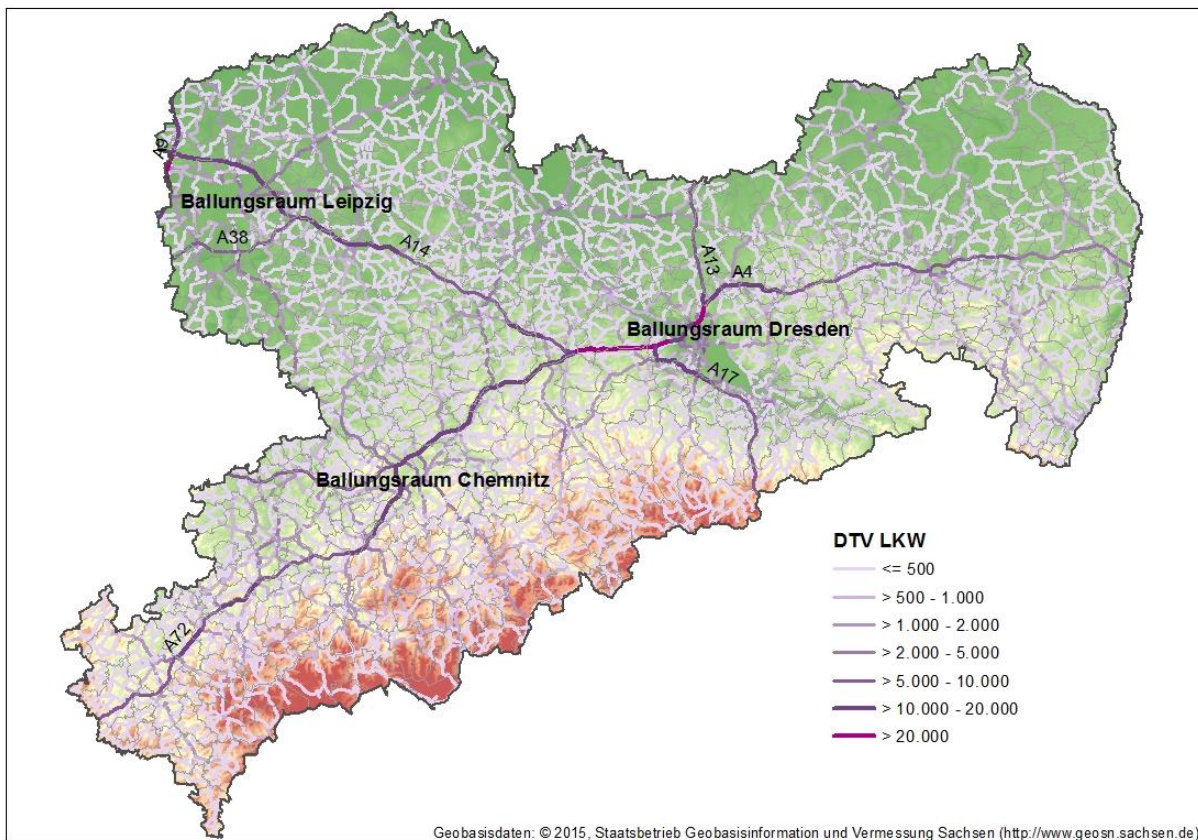 A9
Ballungsraum Leipzig
A38
A14
A13
A4
Ballungsraum Dresden
A17
Ballungsraum Chemnitz
A72
DTV LKW
<= 500
> 500 - 1.000
> 1.000 - 2.000
> 2.000 - 5.000
> 5.000 - 10.000
> 10.000 - 20.000
> 20.000
Geobasisdaten: © 2015, Staatsbetrieb Geobasisinformation und Vermessung Sachsen (http://www.geosn.sachsen.de)